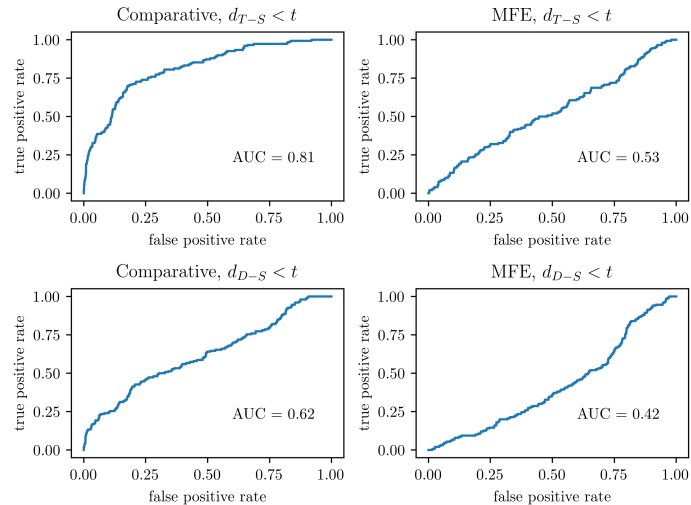 Comparative, d_{T−S} < t
1.00
0.75
0.50
0.25
0.00
true positive rate
AUC = 0.81
0.00 0.25 0.50 0.75 1.00
false positive rate
MFE, d_{T−S} < t
1.00
0.75
0.50
0.25
0.00
true positive rate
AUC = 0.53
0.00 0.25 0.50 0.75 1.00
false positive rate
Comparative, d_{D−S} < t
1.00
0.75
0.50
0.25
0.00
true positive rate
AUC = 0.62
0.00 0.25 0.50 0.75 1.00
false positive rate
MFE, d_{D−S} < t
1.00
0.75
0.50
0.25
0.00
true positive rate
AUC = 0.42
0.00 0.25 0.50 0.75 1.00
false positive rate